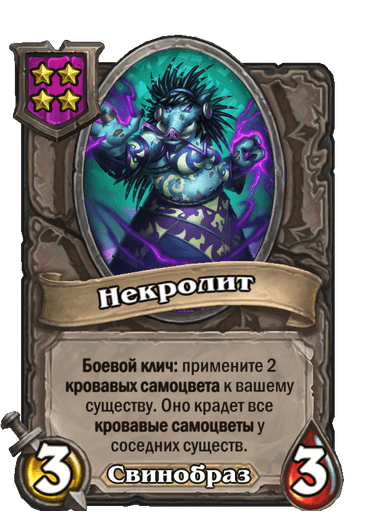 Некролит
Боевой клич: примените 2
кровавых самоцвета к вашему
существу. Оно крадет все
кровавые самоцветы у
соседних существ.
3
Свинобраз
3